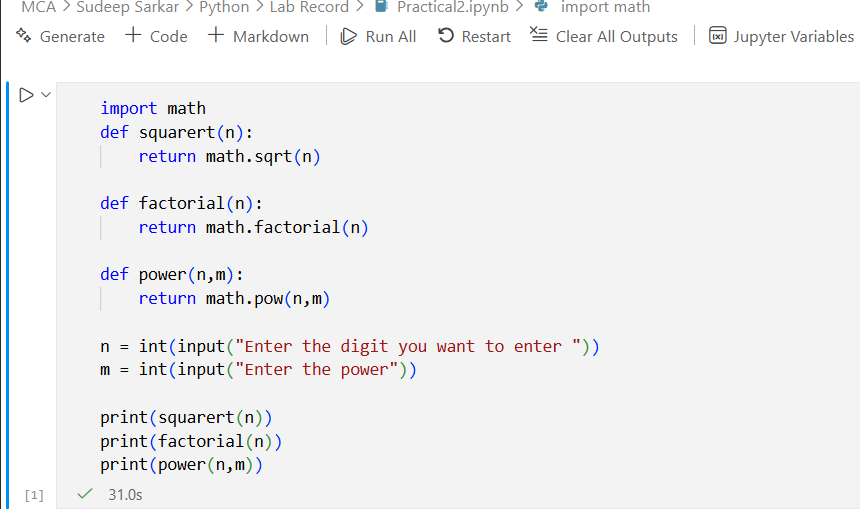 MCA > Sudeep Sarkar > Python > Lab Record > Practical2.ipynb > import math
Generate + Code + Markdown Run All Restart Clear All Outputs Jupyter Variables
import math
def squarert(n):
    return math.sqrt(n)
def factorial(n):
    return math.factorial(n)
def power(n,m):
    return math.pow(n,m)
n = int(input("Enter the digit you want to enter "))
m = int(input("Enter the power"))
print(squarert(n))
print(factorial(n))
print(power(n,m))
[1] 31.0s